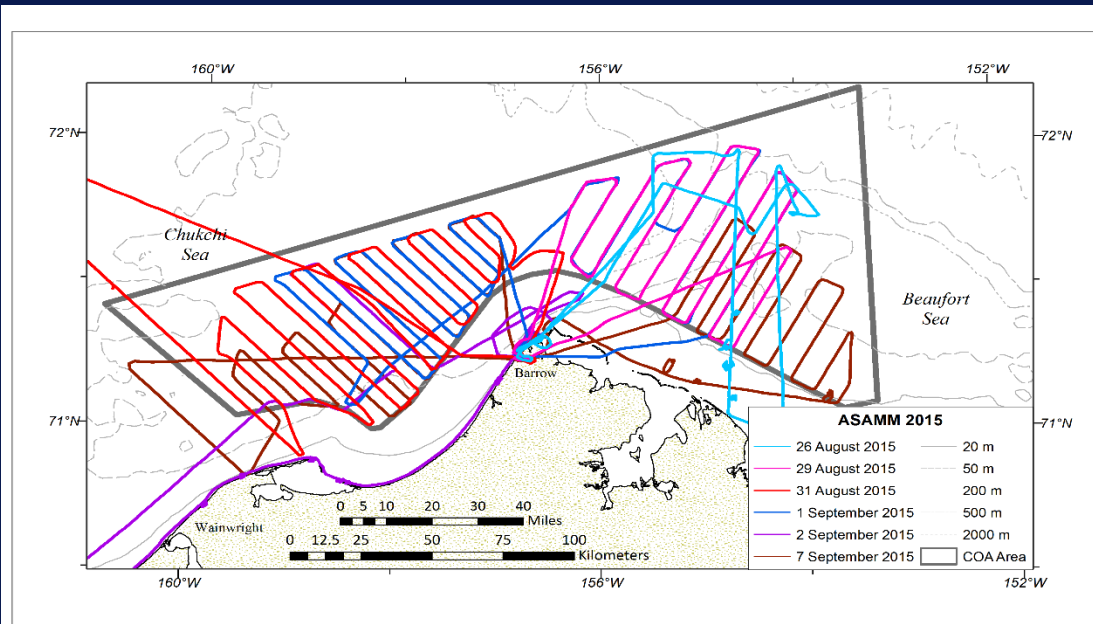 160°W 156°W 152°W
72°N 72°N
Chukchi
Sea
Beaufort
Sea
Barrow
71°N 71°N
Wainwright
0 5 10 20 30 40
Miles
0 12.5 25 50 75 100
Kilometers
ASAMM 2015
26 August 2015 20 m
29 August 2015 50 m
31 August 2015 200 m
1 September 2015 500 m
2 September 2015 2000 m
7 September 2015 COA Area
160°W 156°W 152°W